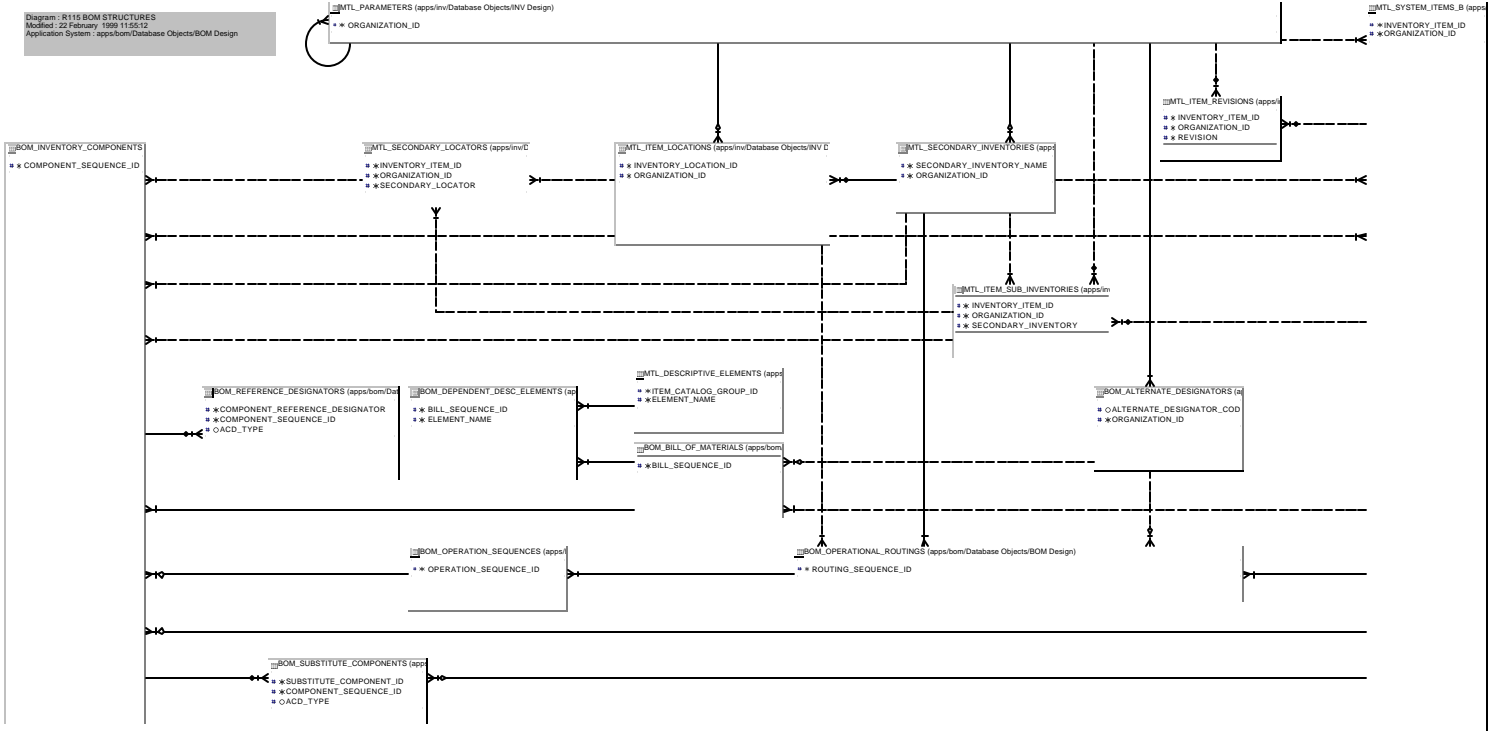 Diagram : R115 BOM STRUCTURES
Modified : 22 February 1999 11:55:12
Application System : apps/bom/Database Objects/BOM Design
MTL_PARAMETERS (apps/inv/Database Objects/INV Design)
# * ORGANIZATION_ID
MTL_SYSTEM_ITEMS_B (apps
# * INVENTORY_ITEM_ID
# * ORGANIZATION_ID
MTL_ITEM_REVISIONS (apps/i
# * INVENTORY_ITEM_ID
# * ORGANIZATION_ID
# * REVISION
BOM_INVENTORY_COMPONENTS
# * COMPONENT_SEQUENCE_ID
MTL_SECONDARY_LOCATORS (apps/inv/D
# * INVENTORY_ITEM_ID
# * ORGANIZATION_ID
# * SECONDARY_LOCATOR
MTL_ITEM_LOCATIONS (apps/inv/Database Objects/INV D
# * INVENTORY_LOCATION_ID
# * ORGANIZATION_ID
MTL_SECONDARY_INVENTORIES (apps
# * SECONDARY_INVENTORY_NAME
# * ORGANIZATION_ID
MTL_ITEM_SUB_INVENTORIES (apps/inv
# * INVENTORY_ITEM_ID
# * ORGANIZATION_ID
# * SECONDARY_INVENTORY
BOM_REFERENCE_DESIGNATORS (apps/bom/Dat
# * COMPONENT_REFERENCE_DESIGNATOR
# * COMPONENT_SEQUENCE_ID
# O ACD_TYPE
BOM_DEPENDENT_DESC_ELEMENTS (ap
# * BILL_SEQUENCE_ID
# * ELEMENT_NAME
MTL_DESCRIPTIVE_ELEMENTS (apps
# * ITEM_CATALOG_GROUP_ID
# * ELEMENT_NAME
BOM_BILL_OF_MATERIALS (apps/bom
# * BILL_SEQUENCE_ID
BOM_ALTERNATE_DESIGNATORS (a
# O ALTERNATE_DESIGNATOR_COD
# * ORGANIZATION_ID
BOM_OPERATION_SEQUENCES (apps/
# * OPERATION_SEQUENCE_ID
BOM_OPERATIONAL_ROUTINGS (apps/bom/Database Objects/BOM Design)
# * ROUTING_SEQUENCE_ID
BOM_SUBSTITUTE_COMPONENTS (apps
# * SUBSTITUTE_COMPONENT_ID
# * COMPONENT_SEQUENCE_ID
# O ACD_TYPE